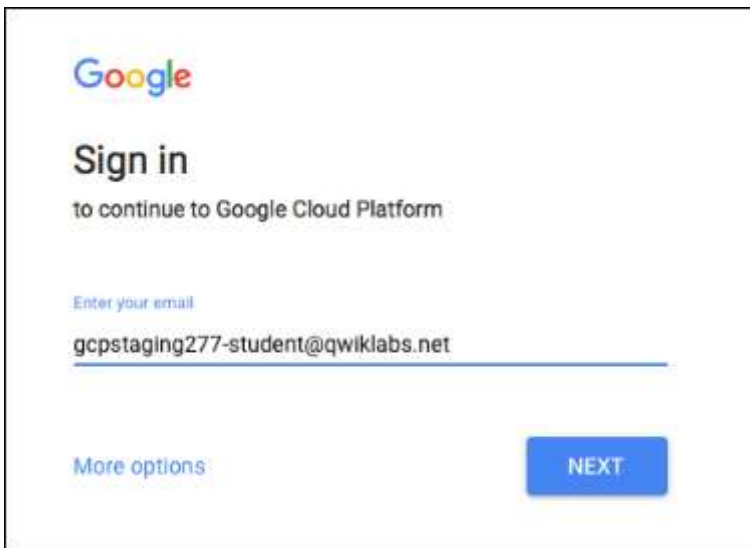 Google
Sign in
to continue to Google Cloud Platform
Enter your email
gcpstaging277-student@qwiklabs.net
More options
NEXT